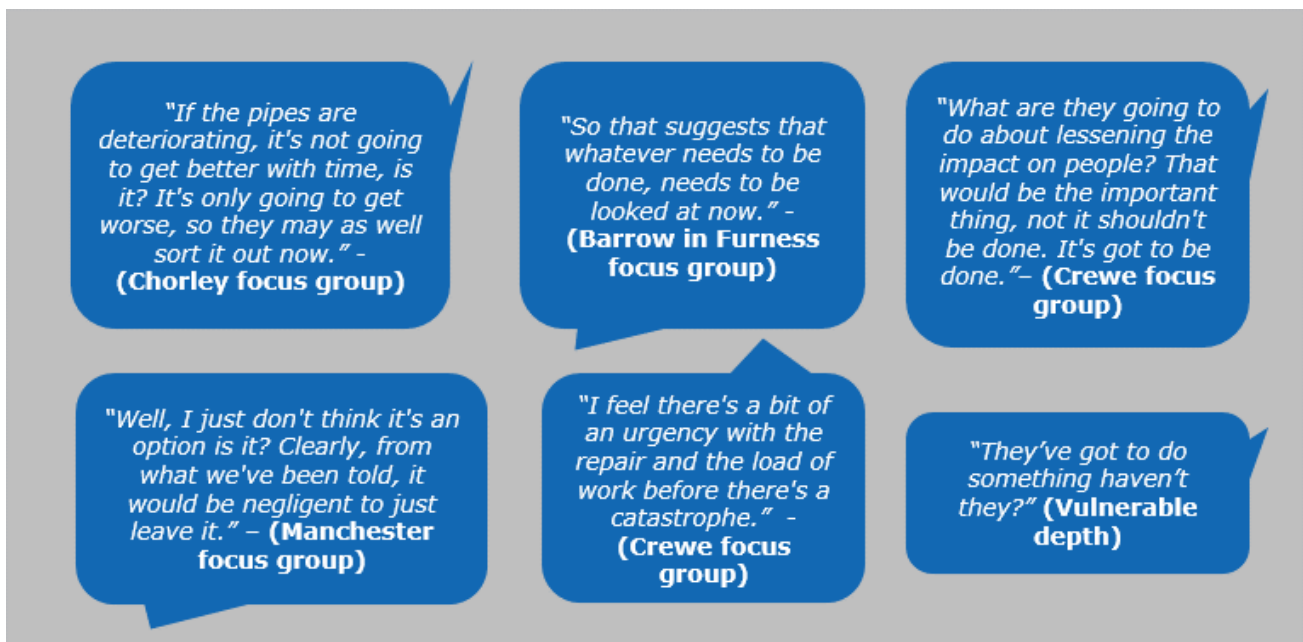 “If the pipes are
deteriorating, it's not going
to get better with time, is
it? It's only going to get
worse, so they may as well
sort it out now.” -
(Chorley focus group)
“So that suggests that
whatever needs to be
done, needs to be
looked at now.” -
(Barrow in Furness
focus group)
“What are they going to
do about lessening the
impact on people? That
would be the important
thing, not it shouldn't
be done. It's got to be
done.”– (Crewe focus
group)
“Well, I just don't think it's an
option is it? Clearly, from
what we've been told, it
would be negligent to just
leave it.” – (Manchester
focus group)
“I feel there's a bit of
an urgency with the
repair and the load of
work before there's a
catastrophe.” -
(Crewe focus
group)
“They’ve got to do
something haven’t
they?” (Vulnerable
depth)